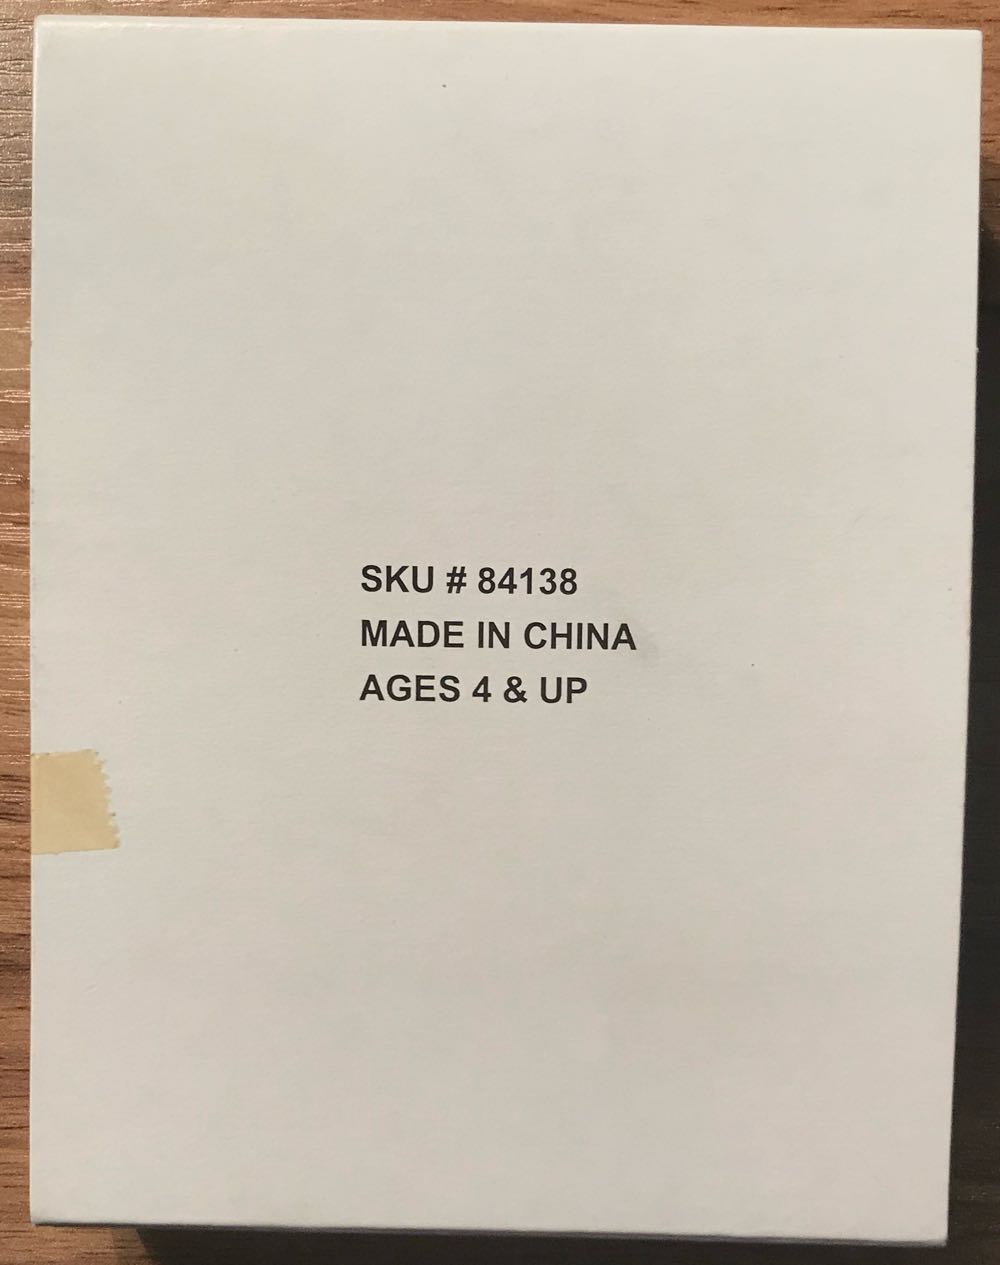 SKU # 84138
MADE IN CHINA
AGES 4 & UP